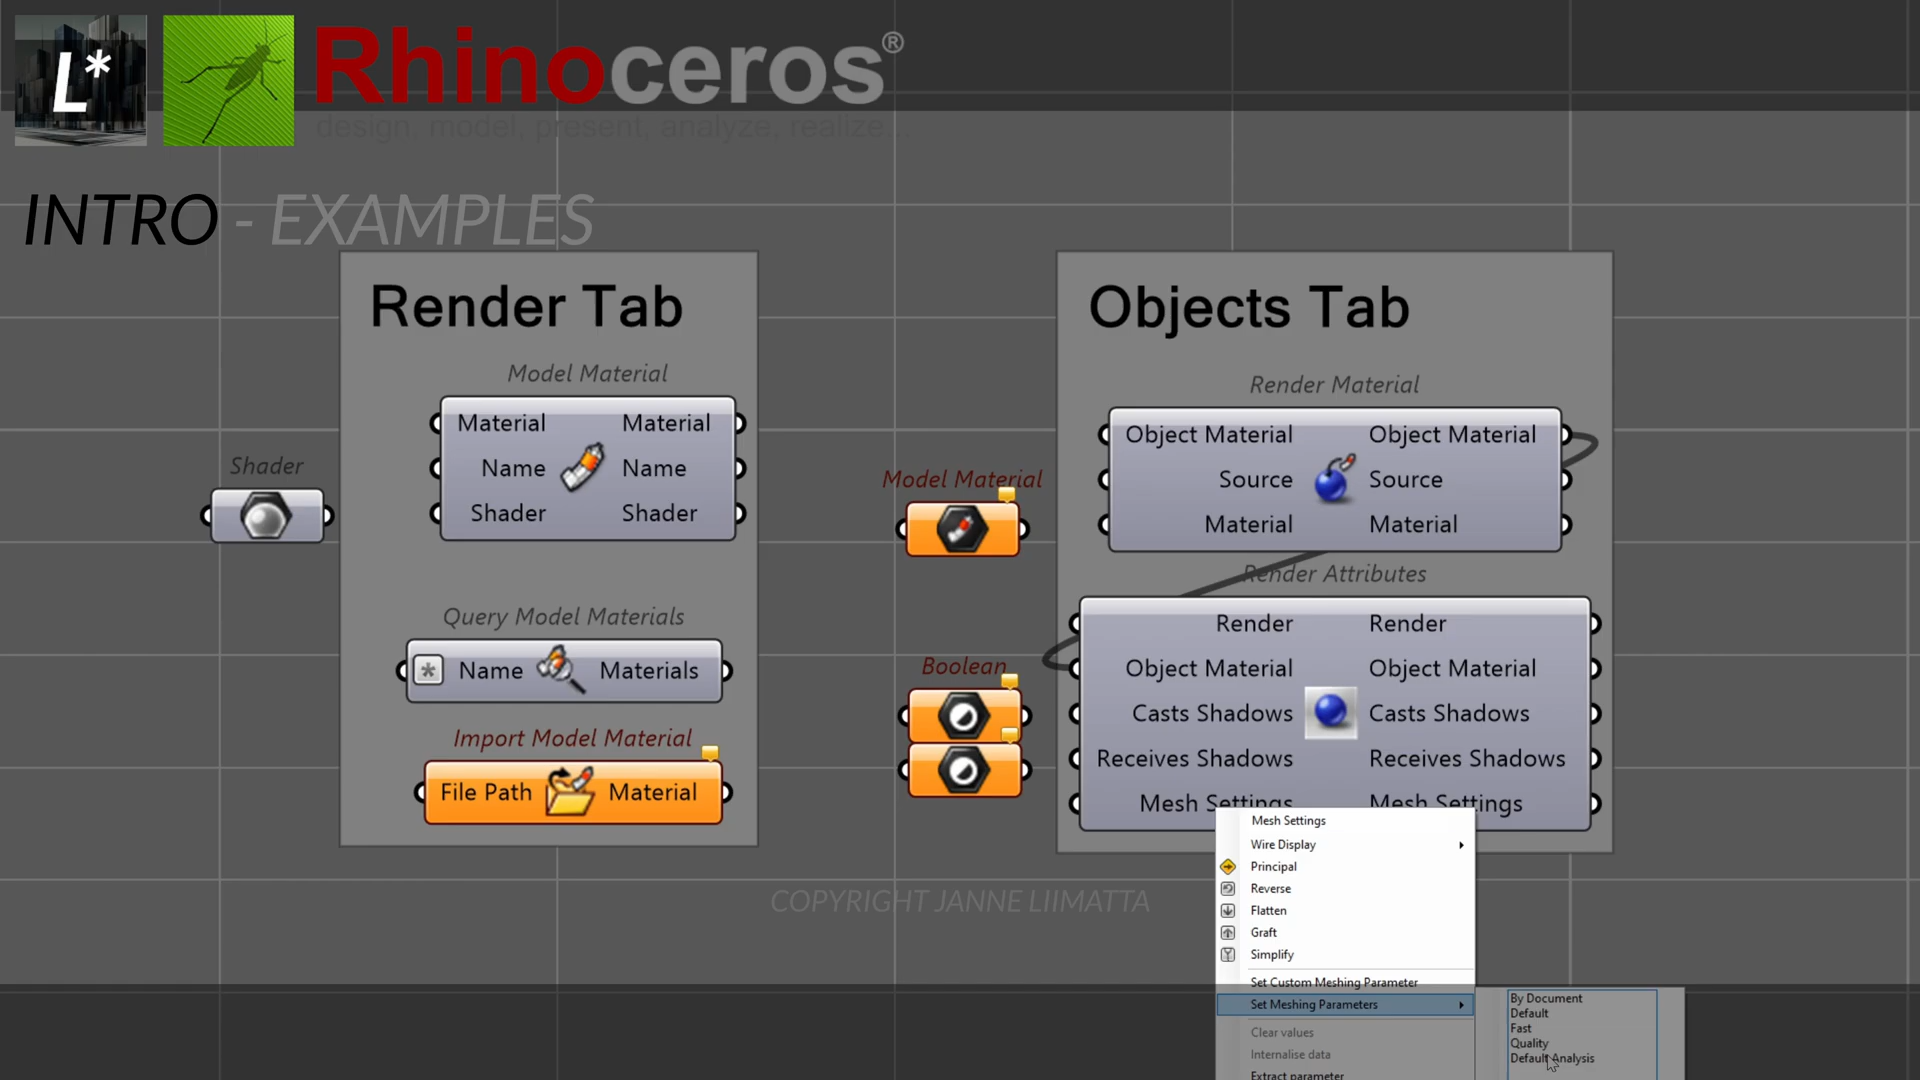 L*
Rhinoceros®
design, model, present, analyze, realize...
INTRO - EXAMPLES
Render Tab
Model Material
Material Material
Name Name
Shader Shader
Shader
Query Model Materials
* Name Materials
Import Model Material
File Path Material
Model Material
Boolean
Objects Tab
Render Material
Object Material Object Material
Source Source
Material Material
Render Attributes
Render Render
Object Material Object Material
Casts Shadows Casts Shadows
Receives Shadows Receives Shadows
Mesh Settings Mesh Settings
Mesh Settings
Wire Display
Principal
Reverse
Flatten
Graft
Simplify
Set Custom Meshing Parameter
Set Meshing Parameters
Clear values
Internalise data
Extract parameter
By Document
Default
Fast
Quality
Default Analysis
COPYRIGHT JANNE LIIMATTA